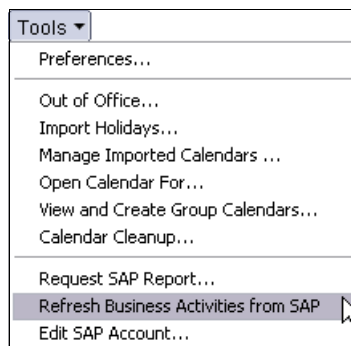 Tools
Preferences...
Out of Office...
Import Holidays...
Manage Imported Calendars ...
Open Calendar For...
View and Create Group Calendars...
Calendar Cleanup...
Request SAP Report...
Refresh Business Activities from SAP
Edit SAP Account...